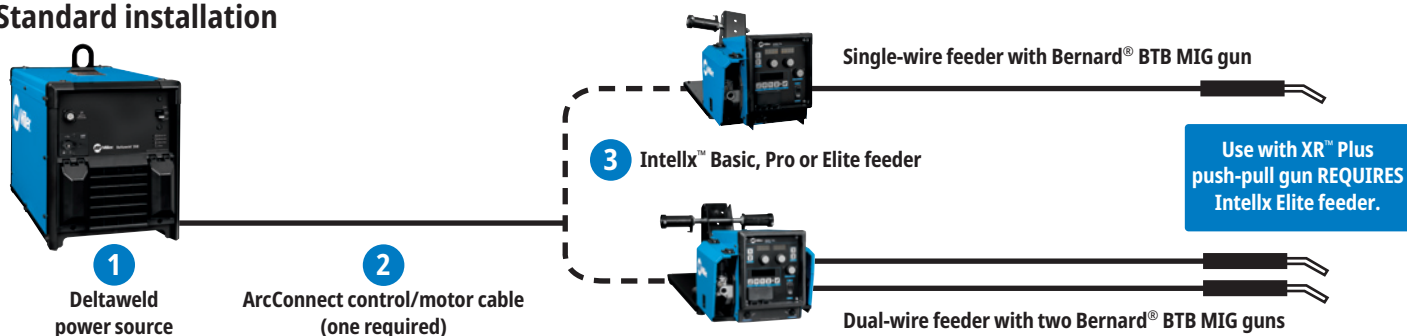 Standard installation
Single-wire feeder with Bernard® BTB MIG gun
3 Intellx™ Basic, Pro or Elite feeder
Use with XR™ Plus
push-pull gun REQUIRES
Intellx Elite feeder.
1
Deltaweld
power source
2
ArcConnect control/motor cable
(one required)
Dual-wire feeder with two Bernard® BTB MIG guns
Miller